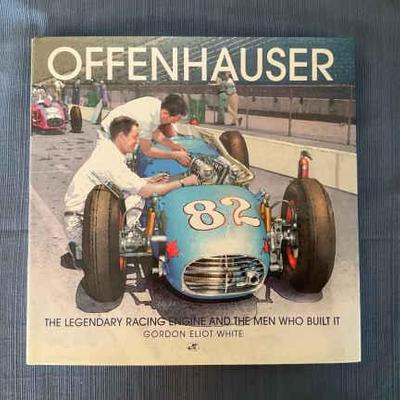 OFFENHAUSER
82
THE LEGENDARY RACING ENGINE AND THE MEN WHO BUILT IT
GORDON ELIOT WHITE